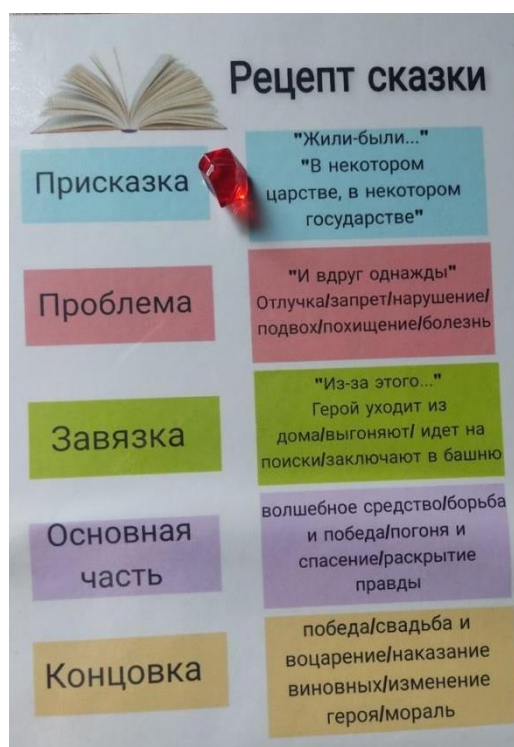 Рецепт сказки
Присказка
"Жили-были..."
"В некотором
царстве, в некотором
государстве"
Проблема
"И вдруг однажды"
Отлучка/запрет/нарушение/
подвох/похищение/болезнь
Завязка
"Из-за этого..."
Герой уходит из
дома/выгоняют/ идет на
поиски/заключают в башню
Основная
часть
волшебное средство/борьба
и победа/погоня и
спасение/раскрытие
правды
Концовка
победа/свадьба и
воцарение/наказание
виновных/изменение
героя/мораль